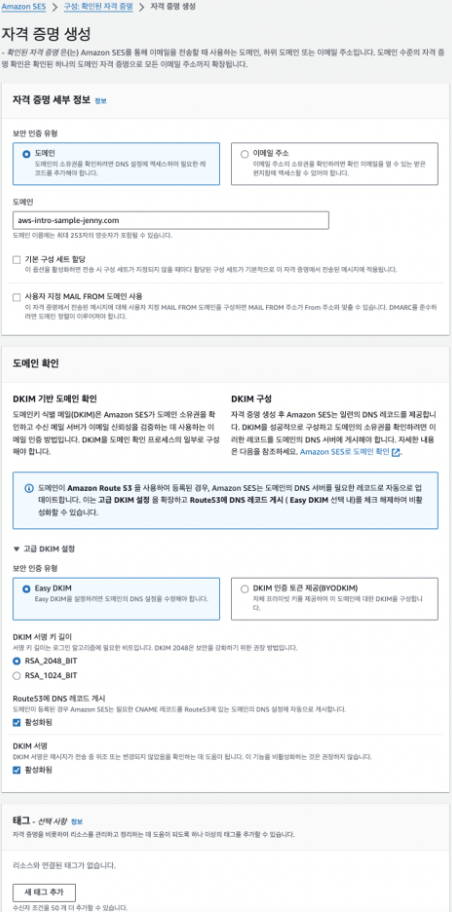 Amazon SES > 구성: 확인된 자격 증명 > 자격 증명 생성
자격 증명 생성
- 확인된 자격 증명 은(는) Amazon SES를 통해 이메일을 전송할 때 사용하는 도메인, 하위 도메인 또는 이메일 주소입니다. 도메인 수준의 자격 증
명 확인은 확인된 하나의 도메인 자격 증명으로 모든 이메일 주소까지 확장됩니다.
자격 증명 세부 정보 정보
보안 인증 유형
도메인
도메인의 소유권을 확인하려면 DNS 설정에 액세스하여 필요한 레
코드를 추가해야 합니다.
이메일 주소
이메일 주소의 소유권을 확인하려면 확인 이메일을 열 수 있는 받은
편지함에 액세스할 수 있어야 합니다.
도메인
aws-intro-sample-jenny.com
도메인 이름에는 최대 253자의 영숫자가 포함될 수 있습니다.
기본 구성 세트 할당
이 옵션을 활성화하면 전송 시 구성 세트가 지정되지 않을 때마다 할당된 구성 세트가 기본적으로 이 자격 증명에서 전송된 메시지에 적용됩니다.
사용자 지정 MAIL FROM 도메인 사용
이 자격 증명에서 전송된 메시지에 대해 사용자 지정 MAIL FROM 도메인을 구성하면 MAIL FROM 주소가 From 주소와 맞출 수 있습니다. DMARC를 준수하
려면 도메인 정렬이 이루어져야 합니다.
도메인 확인
DKIM 기반 도메인 확인
도메인키 식별 메일(DKIM)은 Amazon SES가 도메인 소유권을 확
인하고 수신 메일 서버가 이메일 신뢰성을 검증하는 데 사용하는 이
메일 인증 방법입니다. DKIM을 도메인 확인 프로세스의 일부로 구성
해야 합니다.
DKIM 구성
자격 증명 생성 후 Amazon SES는 일련의 DNS 레코드를 제공합니
다. DKIM을 성공적으로 구성하고 도메인의 소유권을 확인하려면 이
러한 레코드를 도메인의 DNS 서버에 게시해야 합니다. 자세한 내용
은 다음을 참조하세요. Amazon SES로 도메인 확인
도메인이 Amazon Route 53 을 사용하여 등록된 경우, Amazon SES는 도메인의 DNS 서버를 필요한 레코드로 자동으로 업
데이트합니다. 이는 고급 DKIM 설정 을 확장하고 Route53에 DNS 레코드 게시 ( Easy DKIM 선택 내)를 체크 해제하여 비활
성화할 수 있습니다.
▼ 고급 DKIM 설정
보안 인증 유형
Easy DKIM
Easy DKIM을 설정하려면 도메인의 DNS 설정을 수정해야 합니다.
DKIM 인증 토큰 제공(BYODKIM)
자체 프라이빗 키를 제공하여 이 도메인에 대한 DKIM을 구성합니
다.
DKIM 서명 키 길이
서명 키 길이는 로그인 알고리즘에 필요한 비트입니다. DKIM 2048은 보안을 강화하기 위한 권장 방법입니다.
RSA_2048_BIT
RSA_1024_BIT
Route53에 DNS 레코드 게시
도메인이 등록된 경우 Amazon SES는 필요한 CNAME 레코드를 Route53에 있는 도메인의 DNS 설정에 자동으로 게시합니다.
활성화됨
DKIM 서명
DKIM 서명은 메시지가 전송 중 위조 또는 변경되지 않았음을 확인하는 데 도움이 됩니다. 이 기능을 비활성화하는 것은 권장하지 않습니다.
활성화됨
태그 - 선택 사항 정보
자격 증명을 비롯하여 리소스를 관리하고 정리하는 데 도움이 되도록 하나 이상의 태그를 추가할 수 있습니다.
리소스와 연결된 태그가 없습니다.
새 태그 추가
수신자 조건을 50 개 더 추가할 수 있습니다.